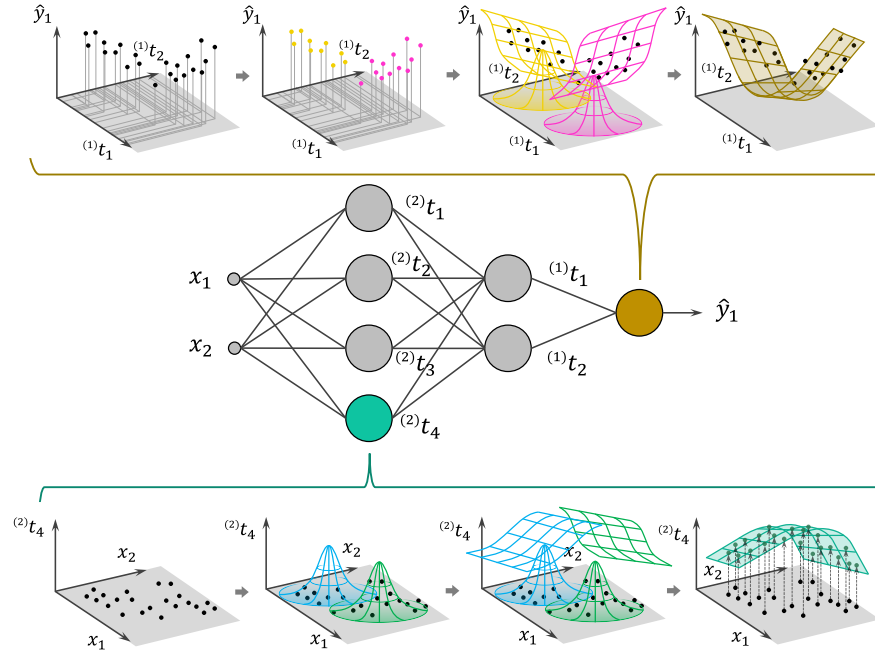 ŷ₁ ⁽¹⁾t₂ ⁽¹⁾t₁
⁽¹⁾t₂ ⁽¹⁾t₁
⁽¹⁾t₂ ⁽¹⁾t₁
ŷ₁ ⁽¹⁾t₂ ⁽¹⁾t₁
⁽²⁾t₁
x₁ ⁽²⁾t₂ ⁽¹⁾t₁
ŷ₁
x₂ ⁽²⁾t₃ ⁽¹⁾t₂
⁽²⁾t₄
⁽²⁾t₄ x₂ x₁
⁽²⁾t₄ x₂ x₁
⁽²⁾t₄ x₂ x₁
⁽²⁾t₄ x₂ x₁